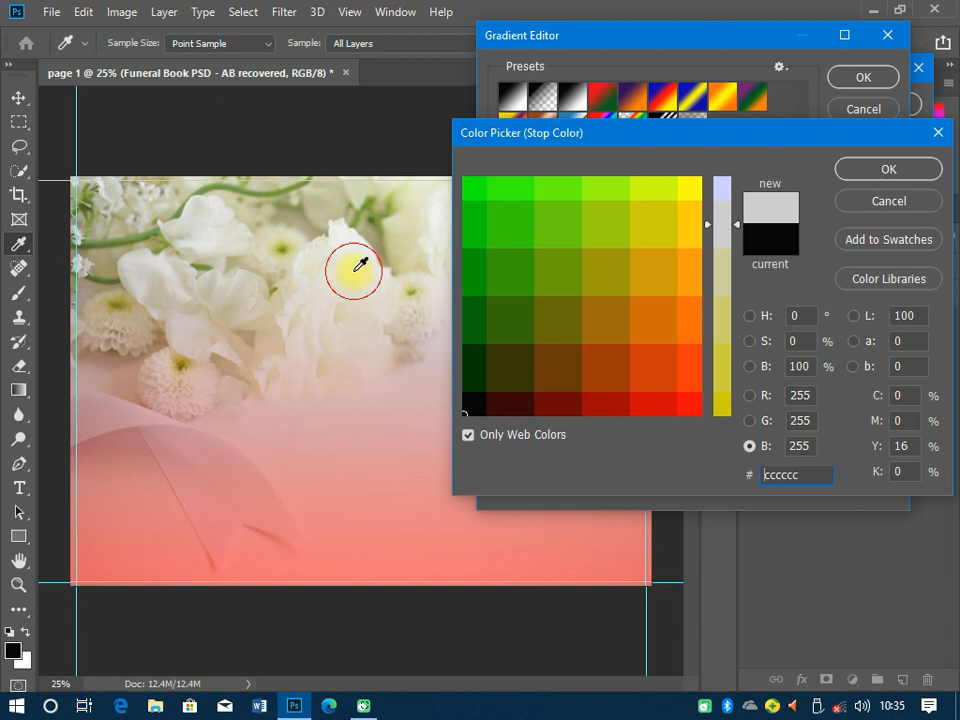 Ps File Edit Image Layer Type Select Filter 3D View Window Help
Sample Size: Point Sample Sample: All Layers
page 1 @ 25% (Funeral Book PSD - AB recovered, RGB/8) * ×
Gradient Editor
Presets
OK
Cancel
Color Picker (Stop Color)
new
current
OK
Cancel
Add to Swatches
Color Libraries
H: 0 ° L: 100
S: 0 % a: 0
B: 100 % b: 0
R: 255 C: 0 %
G: 255 M: 0 %
B: 255 Y: 16 %
# cccccc K: 0 %
Only Web Colors
25% Doc: 12.4M/12.4M
10:35